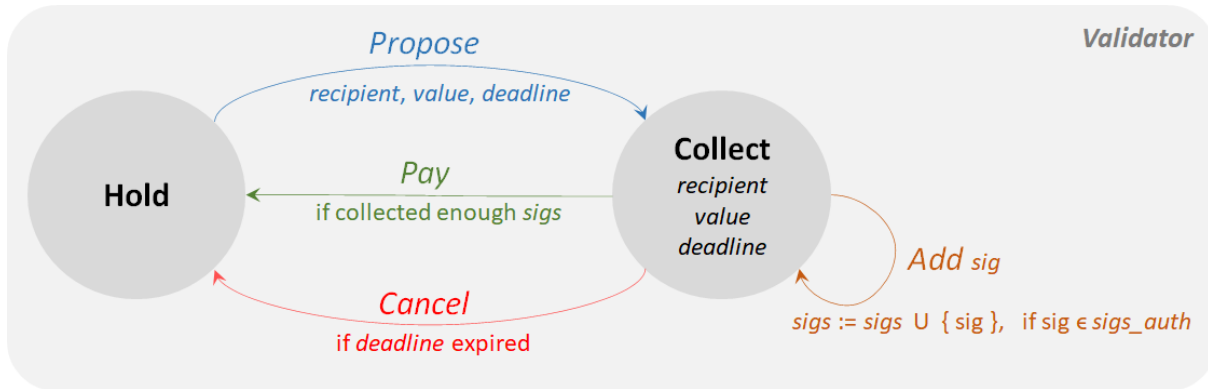 Validator
Propose
recipient, value, deadline
Hold
Pay
if collected enough sigs
Collect
recipient
value
deadline
Add sig
sigs := sigs ∪ { sig }, if sig ϵ sigs_auth
Cancel
if deadline expired